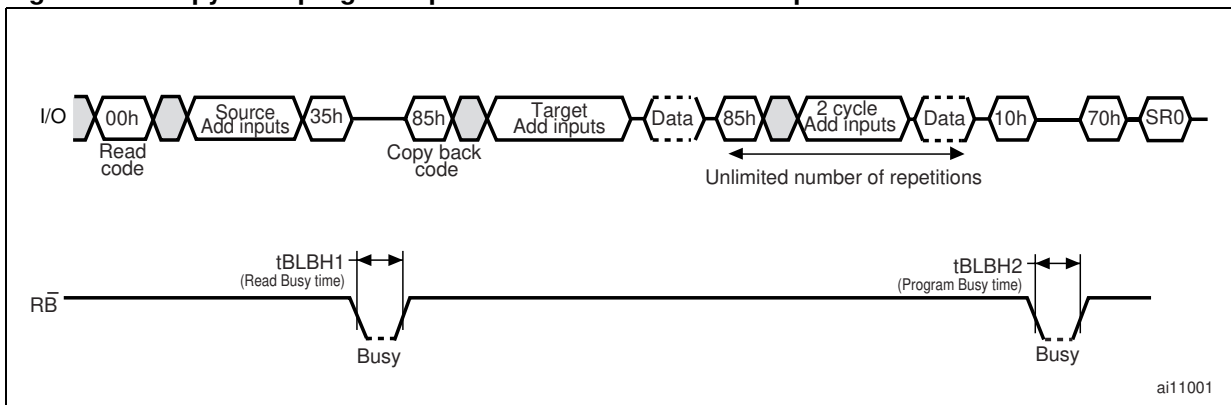 I/O 00h Source Add inputs 35h 85h Target Add inputs Data 85h 2 cycle Add inputs Data 10h 70h SR0
Read code
Copy back code
Unlimited number of repetitions
tBLBH1
(Read Busy time)
tBLBH2
(Program Busy time)
RB̅
Busy
Busy
ai11001